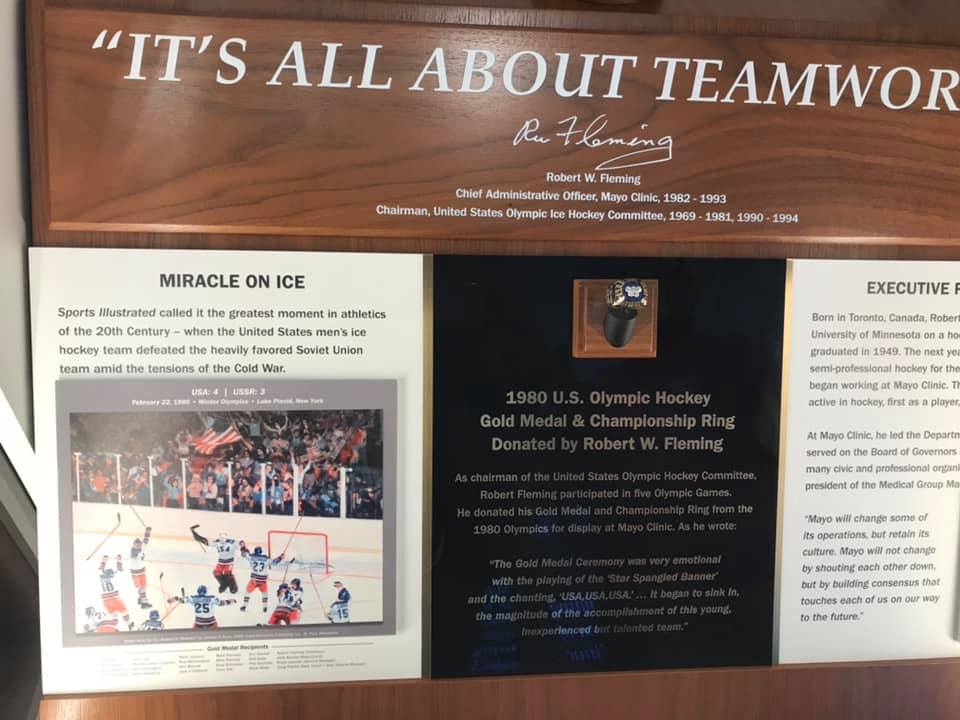 “IT’S ALL ABOUT TEAMWOR
Ru Fleming
Robert W. Fleming
Chief Administrative Officer, Mayo Clinic, 1982 - 1993
Chairman, United States Olympic Ice Hockey Committee, 1969 - 1981, 1990 - 1994
MIRACLE ON ICE
Sports Illustrated called it the greatest moment in athletics
of the 20th Century – when the United States men’s ice
hockey team defeated the heavily favored Soviet Union
team amid the tensions of the Cold War.
USA: 4 | USSR: 3
February 22, 1980 • Winter Olympics • Lake Placid, New York
Gold Medal Recipients
1980 U.S. Olympic Hockey
Gold Medal & Championship Ring
Donated by Robert W. Fleming
As chairman of the United States Olympic Hockey Committee,
Robert Fleming participated in five Olympic Games.
He donated his Gold Medal and Championship Ring from the
1980 Olympics for display at Mayo Clinic. As he wrote:
“The Gold Medal Ceremony was very emotional
with the playing of the ‘Star Spangled Banner’
and the chanting, ‘USA,USA,USA.’ ... It began to sink in,
the magnitude of the accomplishment of this young,
inexperienced but talented team.”
EXECUTIVE
Born in Toronto, Canada, Robert
University of Minnesota on a ho
graduated in 1949. The next yea
semi-professional hockey for the
began working at Mayo Clinic. Th
active in hockey, first as a player,
At Mayo Clinic, he led the Departm
served on the Board of Governors
many civic and professional organi
president of the Medical Group Ma
“Mayo will change some of
its operations, but retain its
culture. Mayo will not change
by shouting each other down,
but by building consensus that
touches each of us on our way
to the future.”